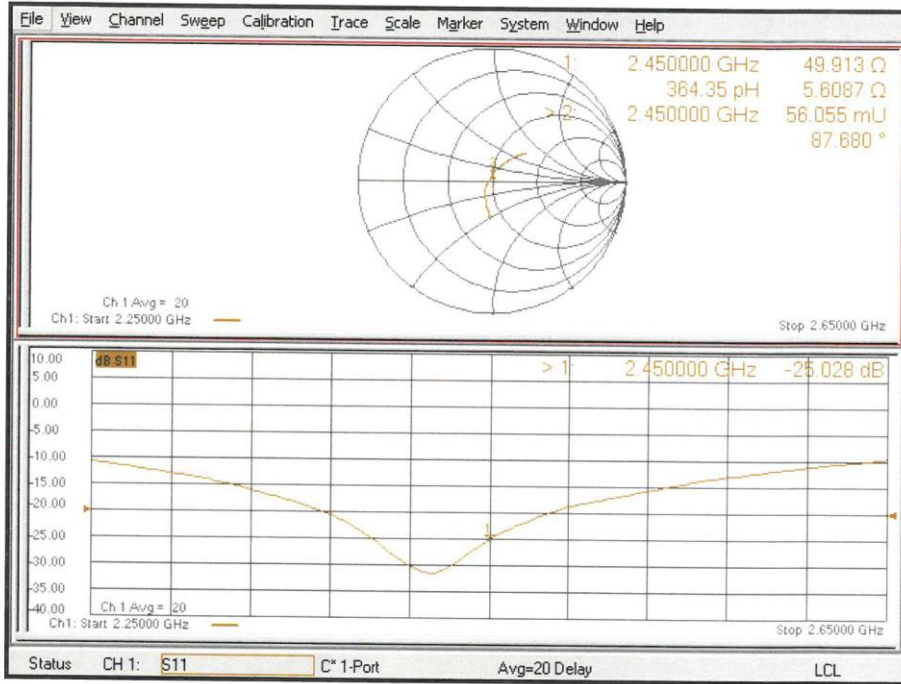 File View Channel Sweep Calibration Trace Scale Marker System Window Help
1: 2.450000 GHz 49.913 Ω
364.35 pH 5.6087 Ω
> 2: 2.450000 GHz 56.055 mU
87.680 °
Ch 1 Avg = 20
Ch1: Start 2.25000 GHz
Stop 2.65000 GHz
10.00 dB S11
> 1: 2.450000 GHz -25.028 dB
5.00
0.00
-5.00
-10.00
-15.00
-20.00
-25.00
1
-30.00
-35.00
-40.00
Ch 1 Avg = 20
Ch1: Start 2.25000 GHz
Stop 2.65000 GHz
Status CH 1: S11 C* 1-Port Avg=20 Delay LCL